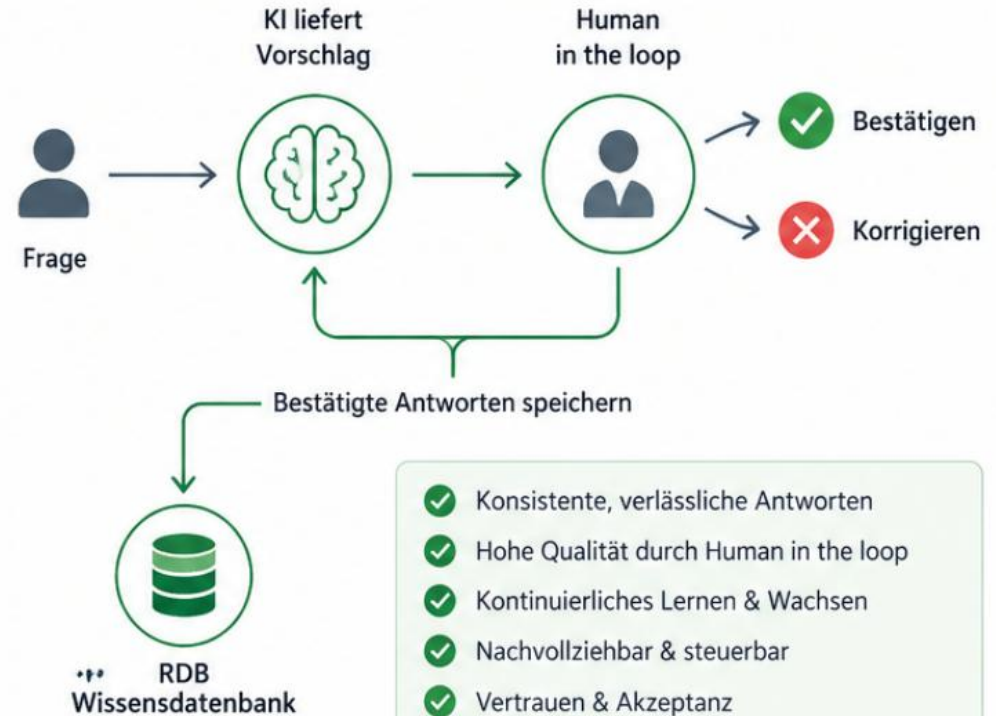 KI liefert
Vorschlag
Human
in the loop
Bestätigen
Frage
Korrigieren
Bestätigte Antworten speichern
Konsistente, verlässliche Antworten
Hohe Qualität durch Human in the loop
Kontinuierliches Lernen & Wachsen
Nachvollziehbar & steuerbar
Vertrauen & Akzeptanz
RDB
Wissensdatenbank